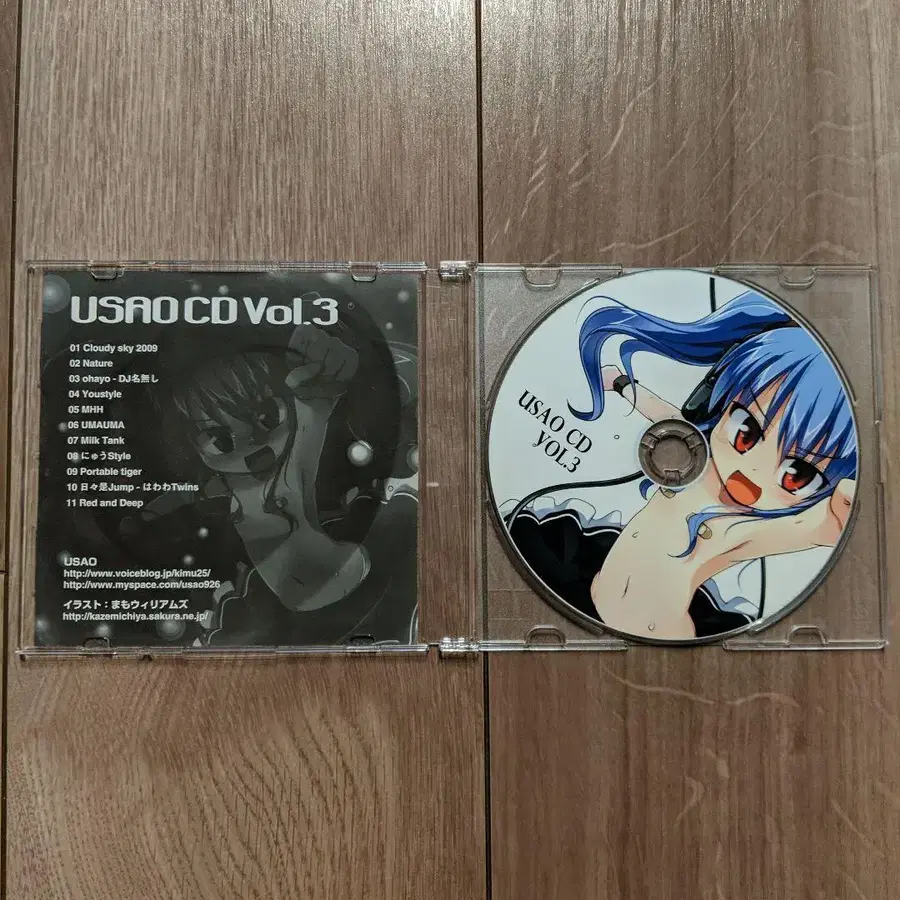 USAO CD Vol.3
01 Cloudy sky 2009
02 Nature
03 ohayo - DJ名無し
04 Youstyle
05 MHH
06 UMAUMA
07 Milk Tank
08 にゅうStyle
09 Portable tiger
10 日々是Jump - はわわTwins
11 Red and Deep
USAO
http://www.voiceblog.jp/kimu25/
http://www.myspace.com/usao926
イラスト：まもウィリアムズ
http://kazemichiya.sakura.ne.jp/
USAO CD
VOL.3